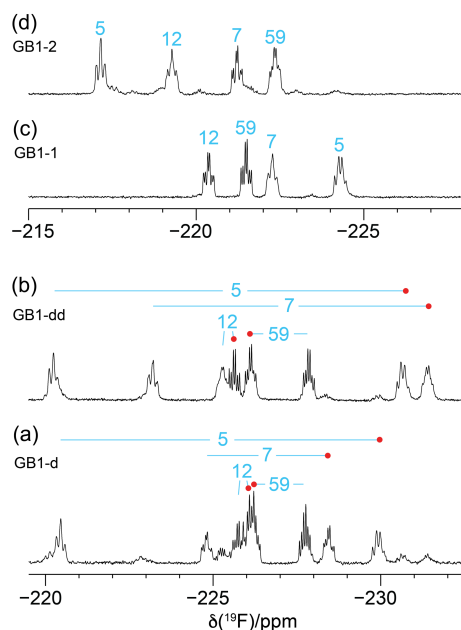 (d)
GB1-2
5 12 7 59
(c)
GB1-1
12 59 7 5
−215 −220 −225
(b)
GB1-dd
5
7
12 59
(a)
GB1-d
5
7
12 59
−220 −225 −230
δ(¹⁹F)/ppm